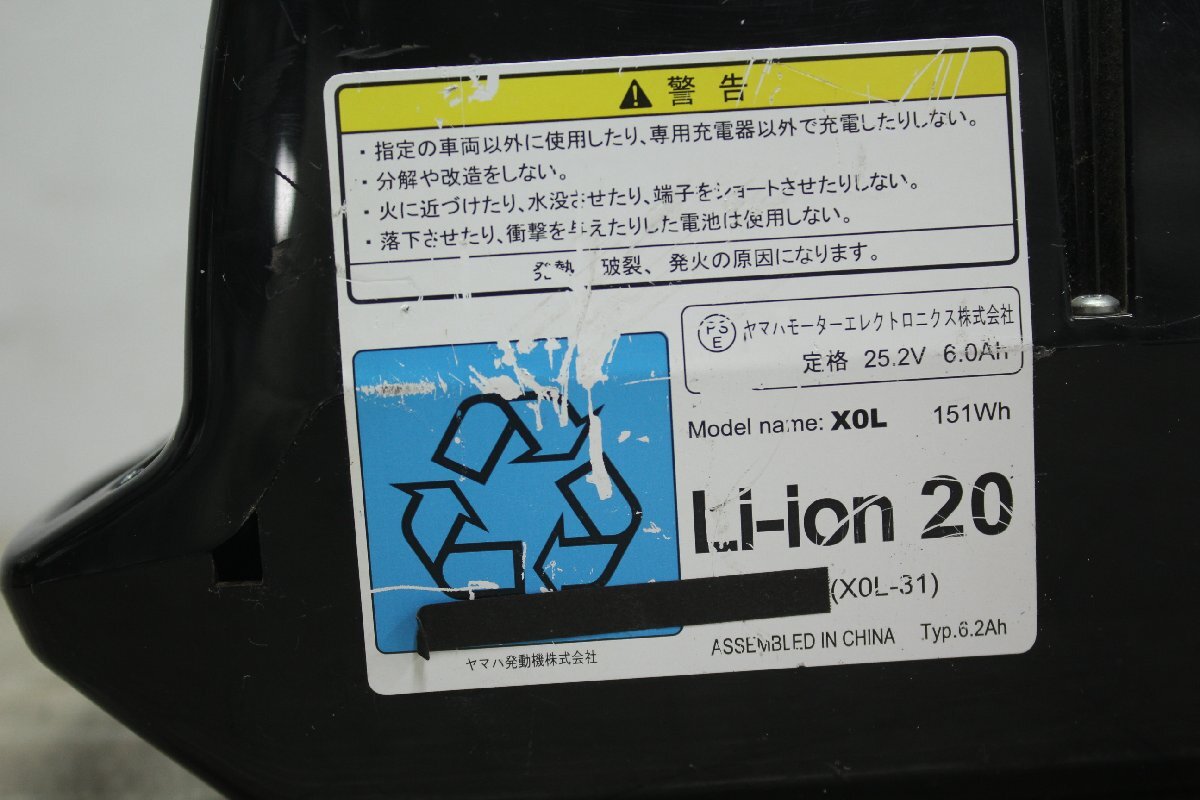 警告
・指定の車両以外に使用したり、専用充電器以外で充電したりしない。
・分解や改造をしない。
・火に近づけたり、水没させたり、端子をショートさせたりしない。
・落下させたり、衝撃を与えたりした電池は使用しない。
発熱、破裂、発火の原因になります。
PSE ヤマハモーターエレクトロニクス株式会社
定格 25.2V 6.0Ah
Model name: X0L 151Wh
Li-ion 20
(X0L-31)
ASSEMBLED IN CHINA Typ.6.2Ah
ヤマハ発動機株式会社